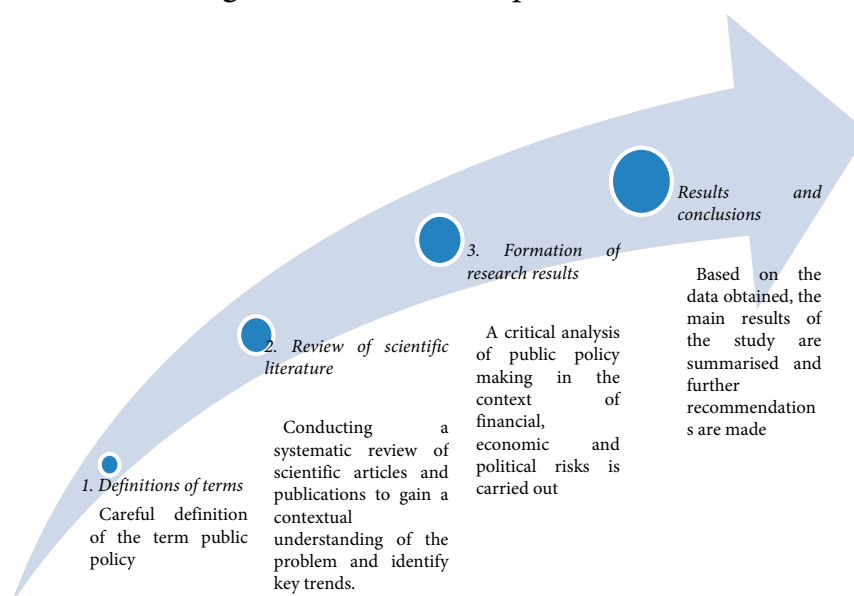 1. Definitions of terms
Careful definition
of the term public
policy
2. Review of scientific
literature
Conducting a
systematic review of
scientific articles and
publications to gain a
contextual
understanding of the
problem and identify
key trends.
3. Formation of
research results
A critical analysis
of public policy
making in the
context of
financial,
economic and
political risks is
carried out
Results and
conclusions
Based on the
data obtained, the
main results of
the study are
summarised and
further
recommendation
s are made